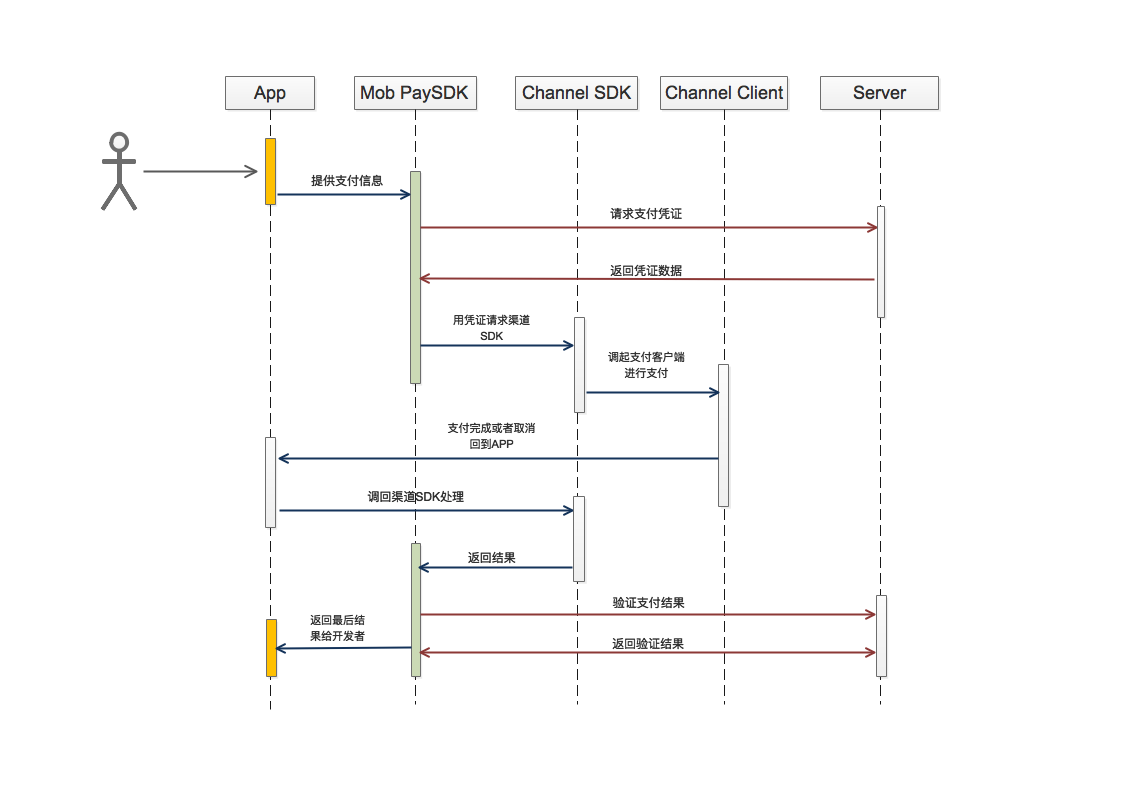 App
Mob PaySDK
Channel SDK
Channel Client
Server
提供支付信息
请求支付凭证
返回凭证数据
用凭证请求渠道
SDK
调起支付客户端
进行支付
支付完成或者取消
回到APP
调回渠道SDK处理
返回结果
验证支付结果
返回最后结
果给开发者
返回验证结果